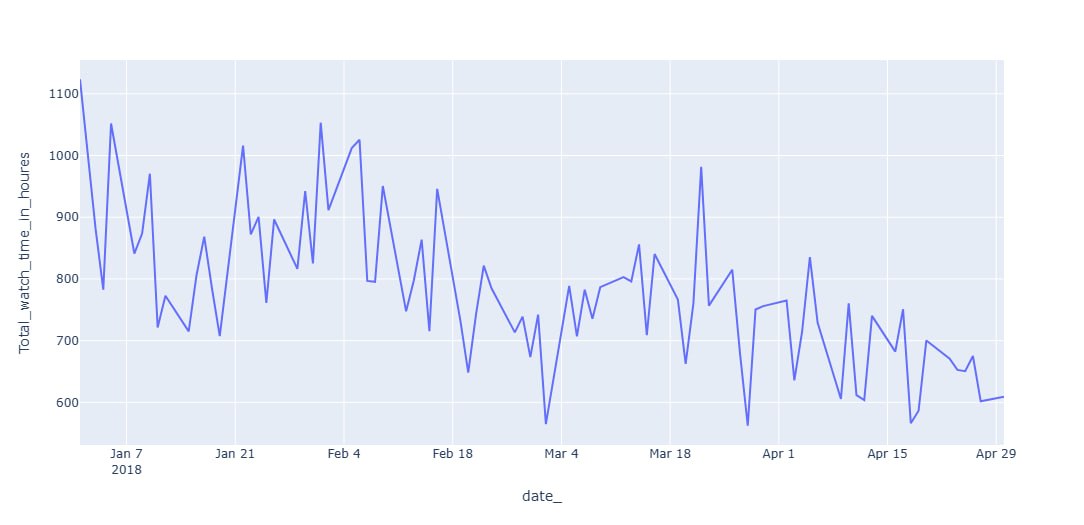 Total_watch_time_in_houres
1100
1000
900
800
700
600
Jan 7
2018
Jan 21
Feb 4
Feb 18
Mar 4
Mar 18
Apr 1
Apr 15
Apr 29
date_